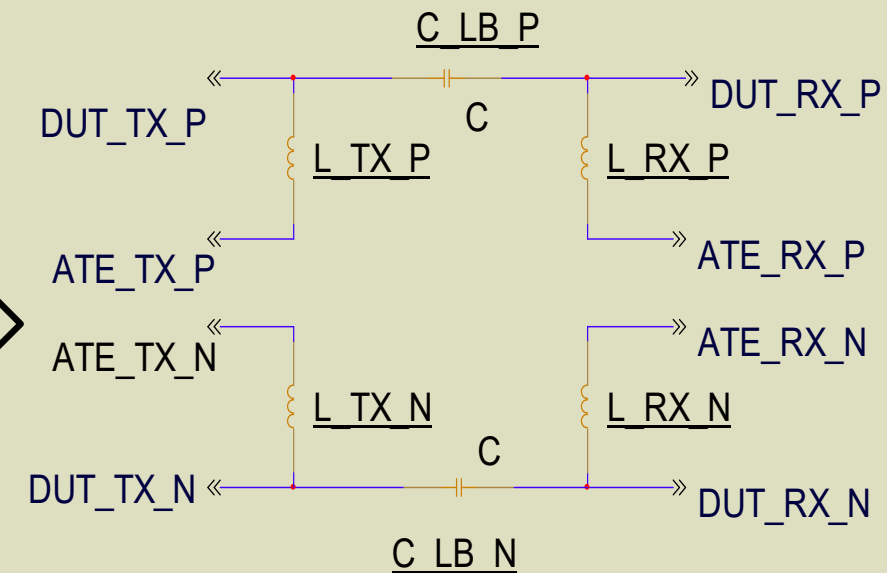 C_LB_P
DUT_TX_P
C
DUT_RX_P
L_TX_P
L_RX_P
ATE_TX_P
ATE_RX_P
ATE_TX_N
ATE_RX_N
L_TX_N
L_RX_N
C
DUT_TX_N
DUT_RX_N
C_LB_N